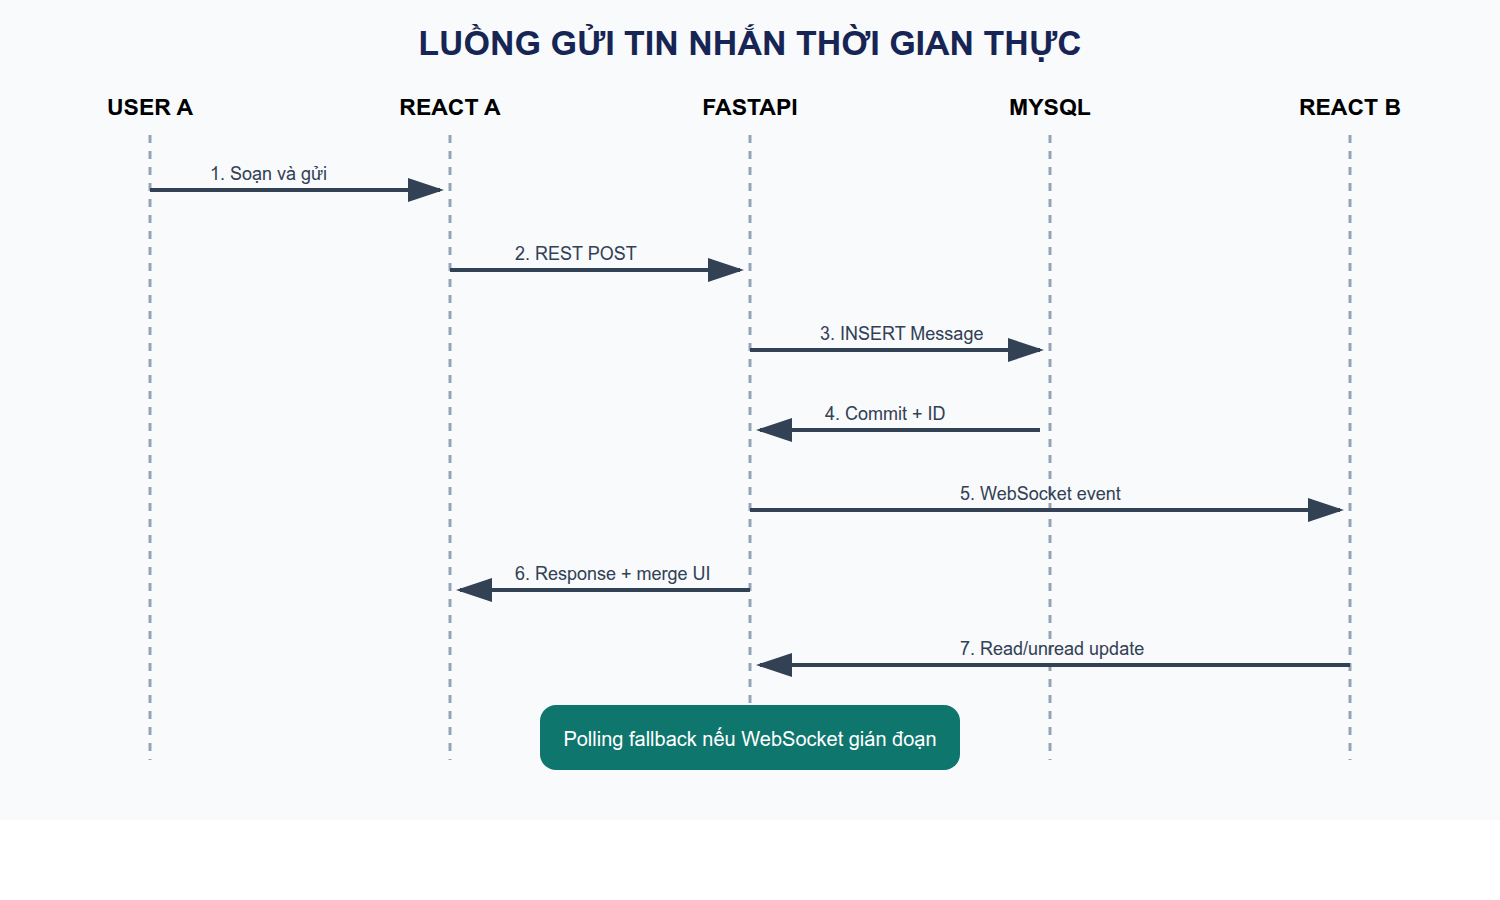 LUỒNG GỬI TIN NHẮN THỜI GIAN THỰC
USER A
REACT A
FASTAPI
MYSQL
REACT B
1. Soạn và gửi
2. REST POST
3. INSERT Message
4. Commit + ID
5. WebSocket event
6. Response + merge UI
7. Read/unread update
Polling fallback nếu WebSocket gián đoạn